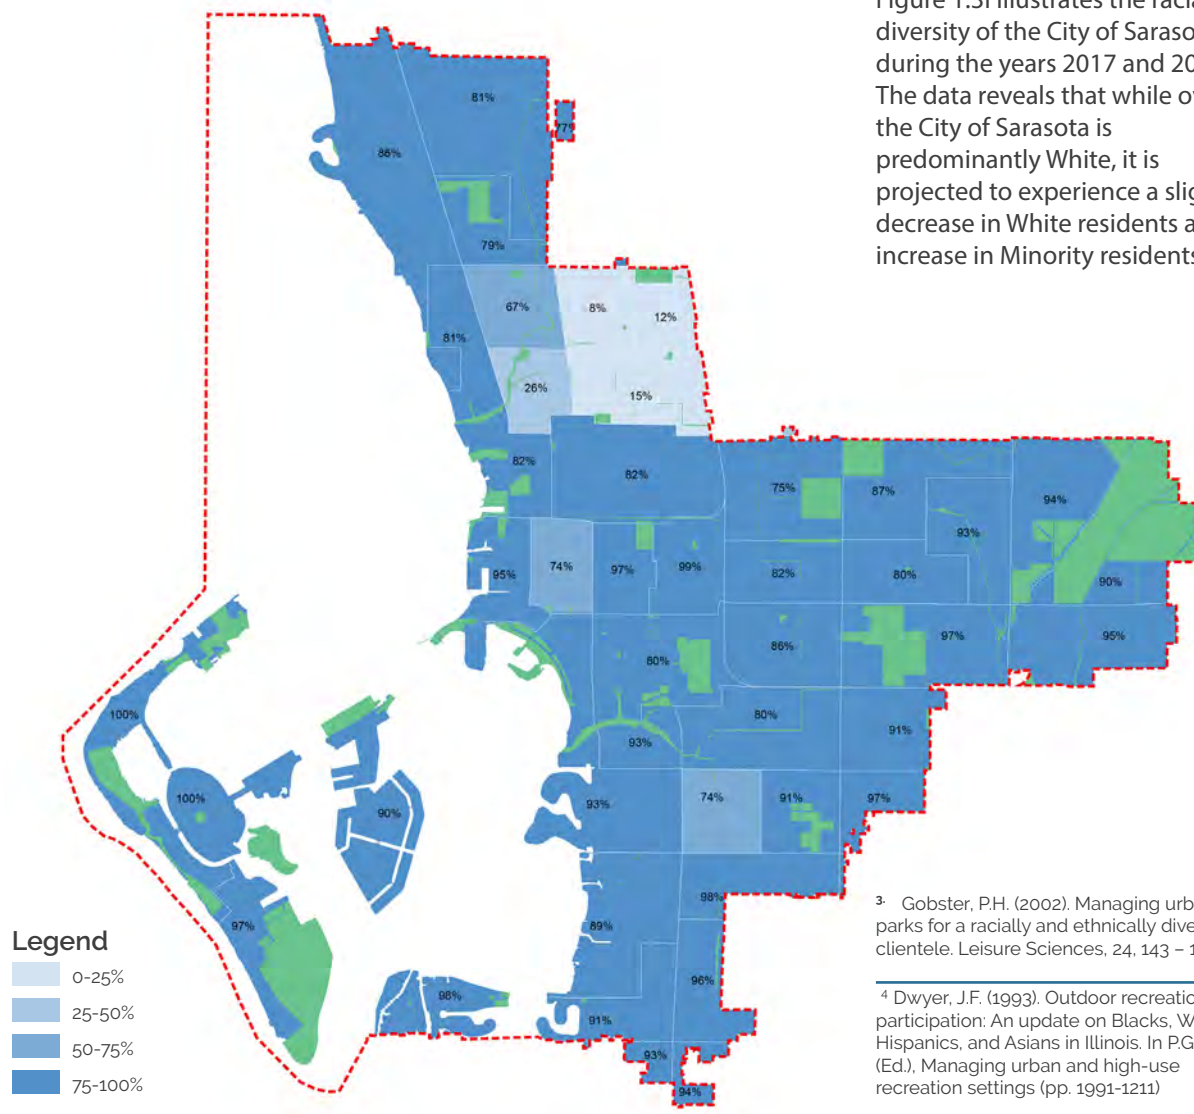 Figure 1.3f illustrates the racia
diversity of the City of Saraso
during the years 2017 and 20
The data reveals that while ov
the City of Sarasota is
predominantly White, it is
projected to experience a slig
decrease in White residents a
increase in Minority residents
81%
77%
88%
79%
67%
8%
12%
81%
26%
15%
82%
82%
75%
87%
94%
93%
95%
74%
97%
99%
82%
80%
90%
86%
97%
95%
80%
100%
80%
91%
93%
100%
90%
93%
74%
91%
97%
98%
97%
89%
96%
98%
91%
93%
94%
Legend
0-25%
25-50%
50-75%
75-100%
3. Gobster, P.H. (2002). Managing urb
parks for a racially and ethnically dive
clientele. Leisure Sciences, 24, 143 – 1
4 Dwyer, J.F. (1993). Outdoor recreatio
participation: An update on Blacks, W
Hispanics, and Asians in Illinois. In P.G
(Ed.), Managing urban and high-use
recreation settings (pp. 1991-1211)